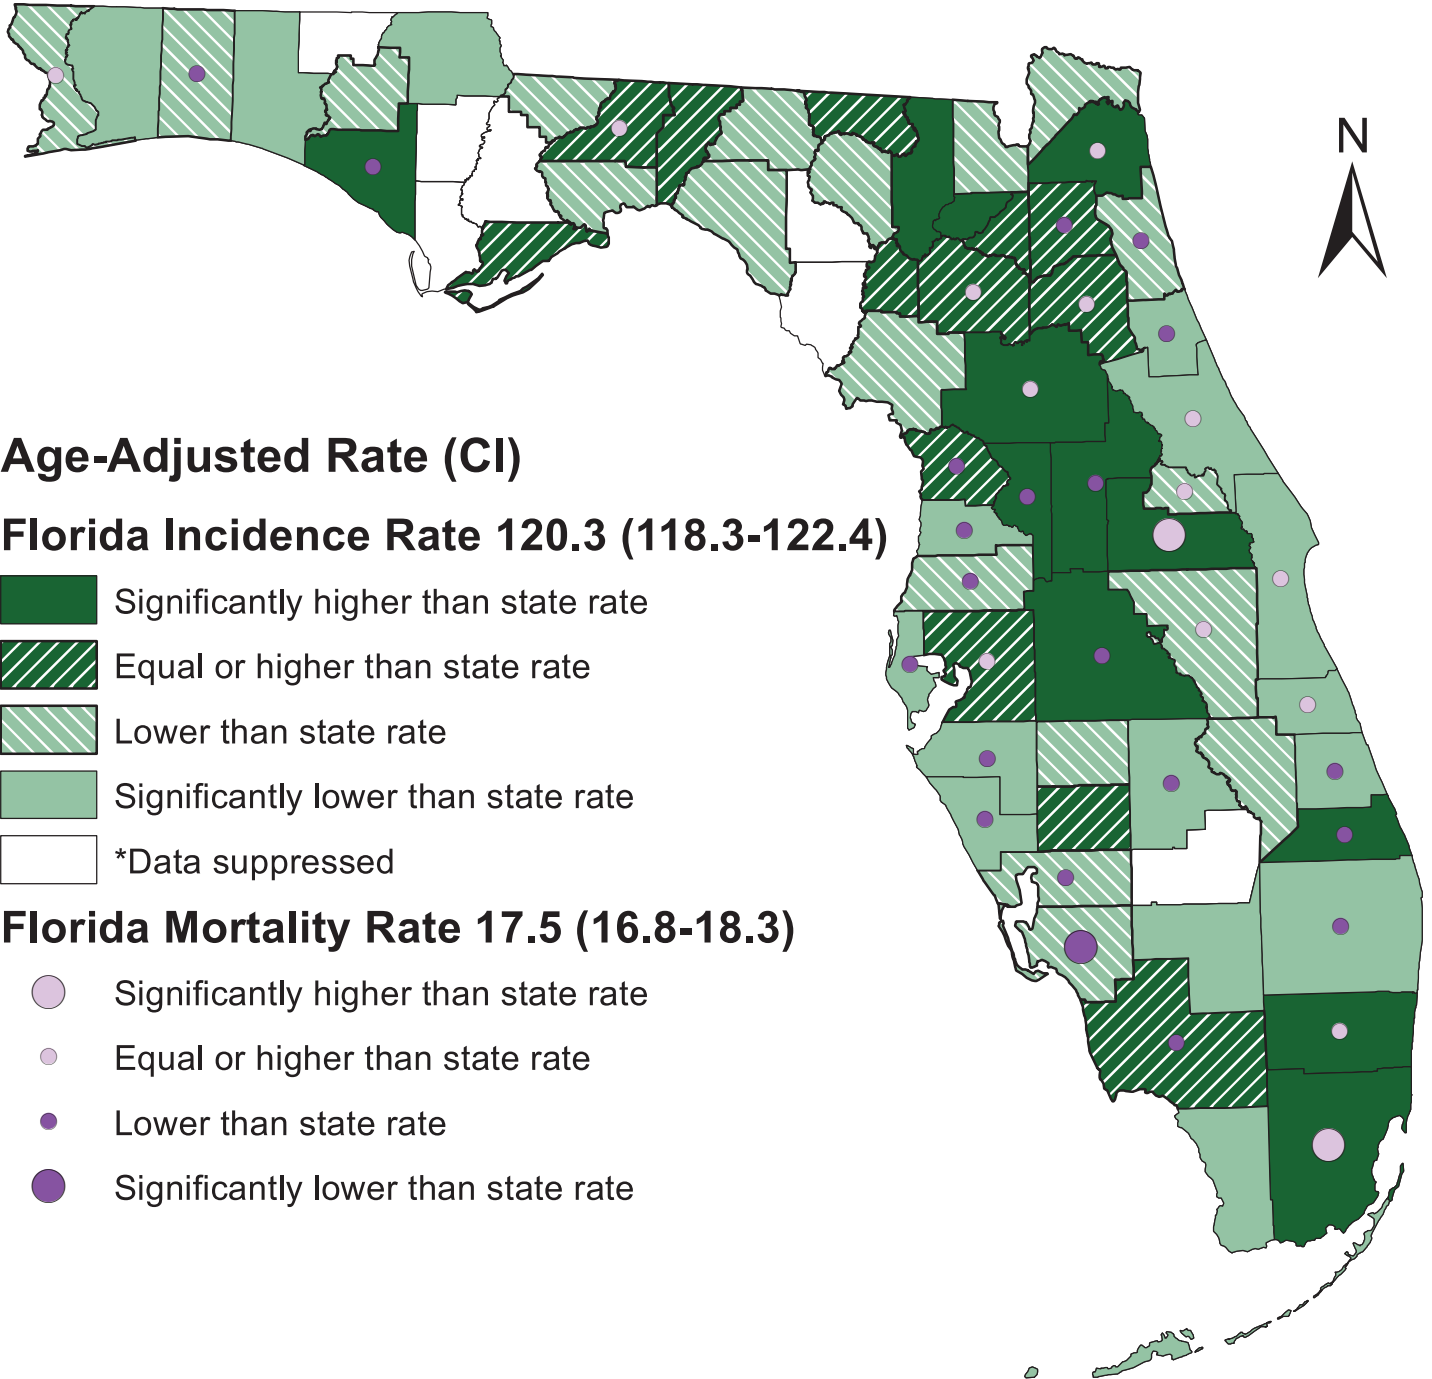 N
Age-Adjusted Rate (CI)
Florida Incidence Rate 120.3 (118.3-122.4)
Significantly higher than state rate
Equal or higher than state rate
Lower than state rate
Significantly lower than state rate
*Data suppressed
Florida Mortality Rate 17.5 (16.8-18.3)
Significantly higher than state rate
Equal or higher than state rate
Lower than state rate
Significantly lower than state rate